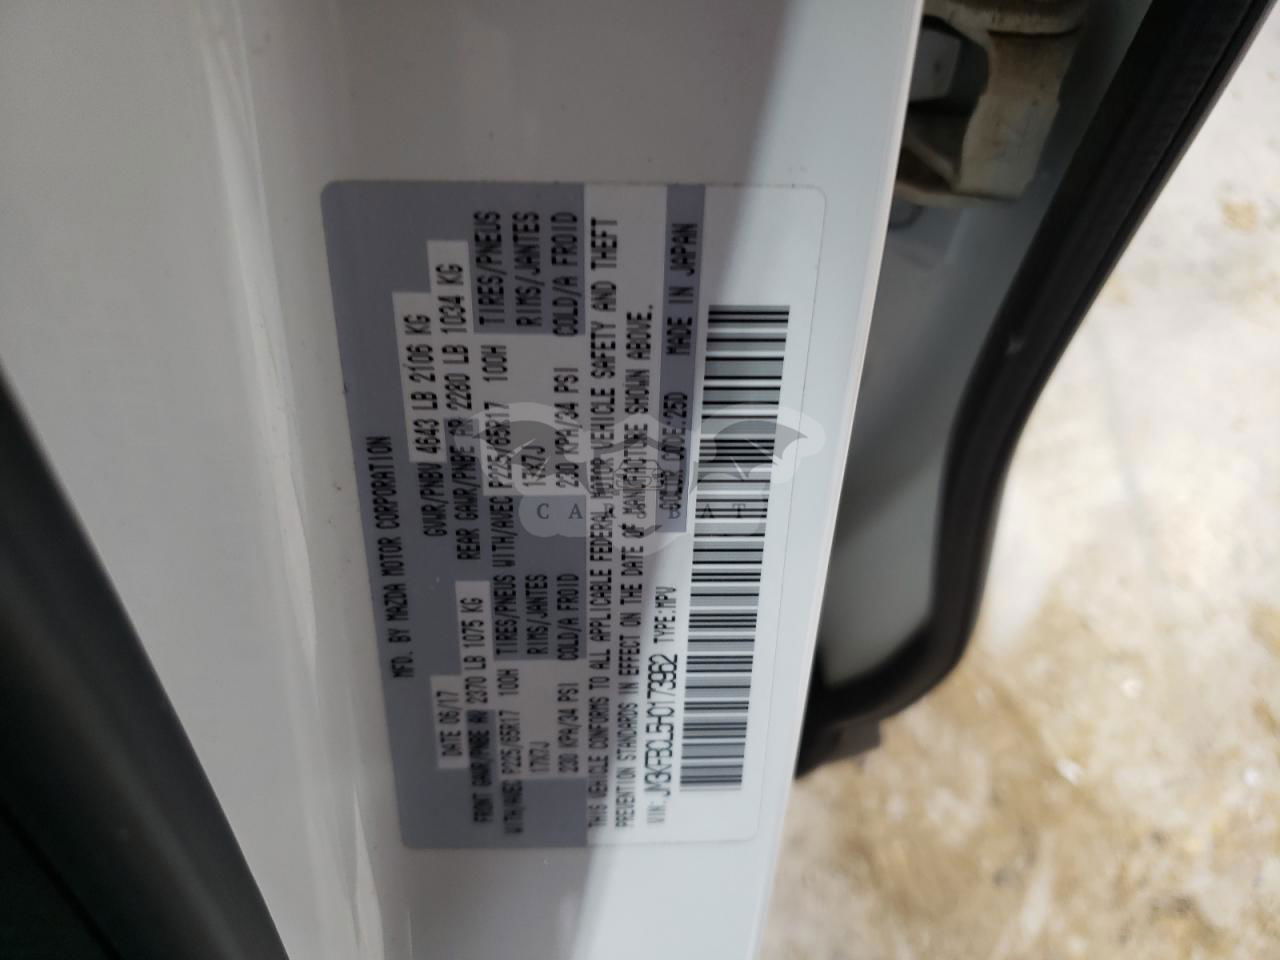 MFD. BY MAZDA MOTOR CORPORATION
DATE 06/17 GVWR/PNBV 4643 LB 2106 KG
FRONT GAWR/PNBE AV 2370 LB 1075 KG REAR GAWR/PNBE AR 2280 LB 1034 KG
WITH/AVEC P225/65R17 100H TIRES/PNEUS WITH/AVEC P225/65R17 100H TIRES/PNEUS
17X7J RIMS/JANTES 17X7J RIMS/JANTES
230 KPA/34 PSI COLD/A FROID 230 KPA/34 PSI COLD/A FROID
THIS VEHICLE CONFORMS TO ALL APPLICABLE FEDERAL MOTOR VEHICLE SAFETY AND THEFT
PREVENTION STANDARDS IN EFFECT ON THE DATE OF MANUFACTURE SHOWN ABOVE.
VIN: JM3KFBCL5H0173962 TYPE:MPV COLOR CODE:25D MADE IN JAPAN